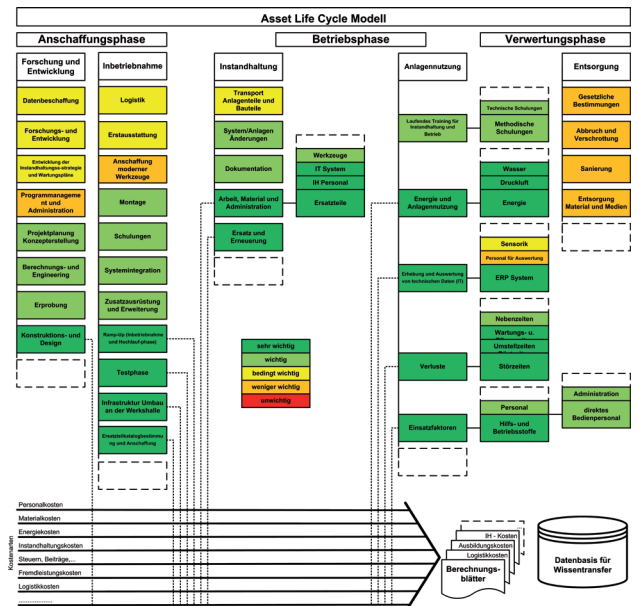 Asset Life Cycle Modell
Anschaffungsphase
Betriebsphase
Verwertungsphase
Forschung und
Entwicklung
Datenbeschaffung
Forschungs- und
Entwicklung
Entwicklung der
Instandhaltungs-strategie
und Wartungspläne
Programmmanageme
nt und
Administration
Projektplanung
Konzepterstellung
Berechnungs- und
Engineering
Erprobung
Konstruktions- und
Design
Inbetriebnahme
Logistik
Erstausstattung
Anschaffung
moderner
Werkzeuge
Montage
Schulungen
Systemintegration
Zusatzausrüstung
und Erweiterung
Ramp-Up (Inbetriebnahme
und Hochlauf-phase)
Testphase
Infrastruktur Umbau
an der Werkshalle
Ersatzteilkatalogbestimmu
ng und Anschaffung
Instandhaltung
Transport
Anlagenteile und
Bauteile
System/Anlagen
Änderungen
Dokumentation
Arbeit, Material und
Administration
Ersatz und
Erneuerung
Werkzeuge
IT System
IH Personal
Ersatzteile
sehr wichtig
wichtig
bedingt wichtig
weniger wichtig
unwichtig
Anlagennutzung
Laufendes Training für
Instandhaltung und
Betrieb
Energie und
Anlagennutzung
Erhebung und Auswertung
von technischen Daten (IT)
Verluste
Einsatzfaktoren
Technische Schulungen
Methodische
Schulungen
Wasser
Druckluft
Energie
Sensorik
Personal für Auswertung
ERP System
Nebenzeiten
Wartungs- u.
Umstellzeiten
Störzeiten
Personal
Hilfs- und
Betriebsstoffe
Entsorgung
Gesetzliche
Bestimmungen
Abbruch und
Verschrottung
Sanierung
Entsorgung
Material und Medien
Administration
direktes
Bedienpersonal
Kostenarten
Personalkosten
Materialkosten
Energiekosten
Instandhaltungskosten
Steuern, Beiträge,...
Fremdleistungskosten
Logistikkosten
..................
IH - Kosten
Ausbildungskosten
Logistikkosten
Berechnungs-
blätter
Datenbasis für
Wissentransfer